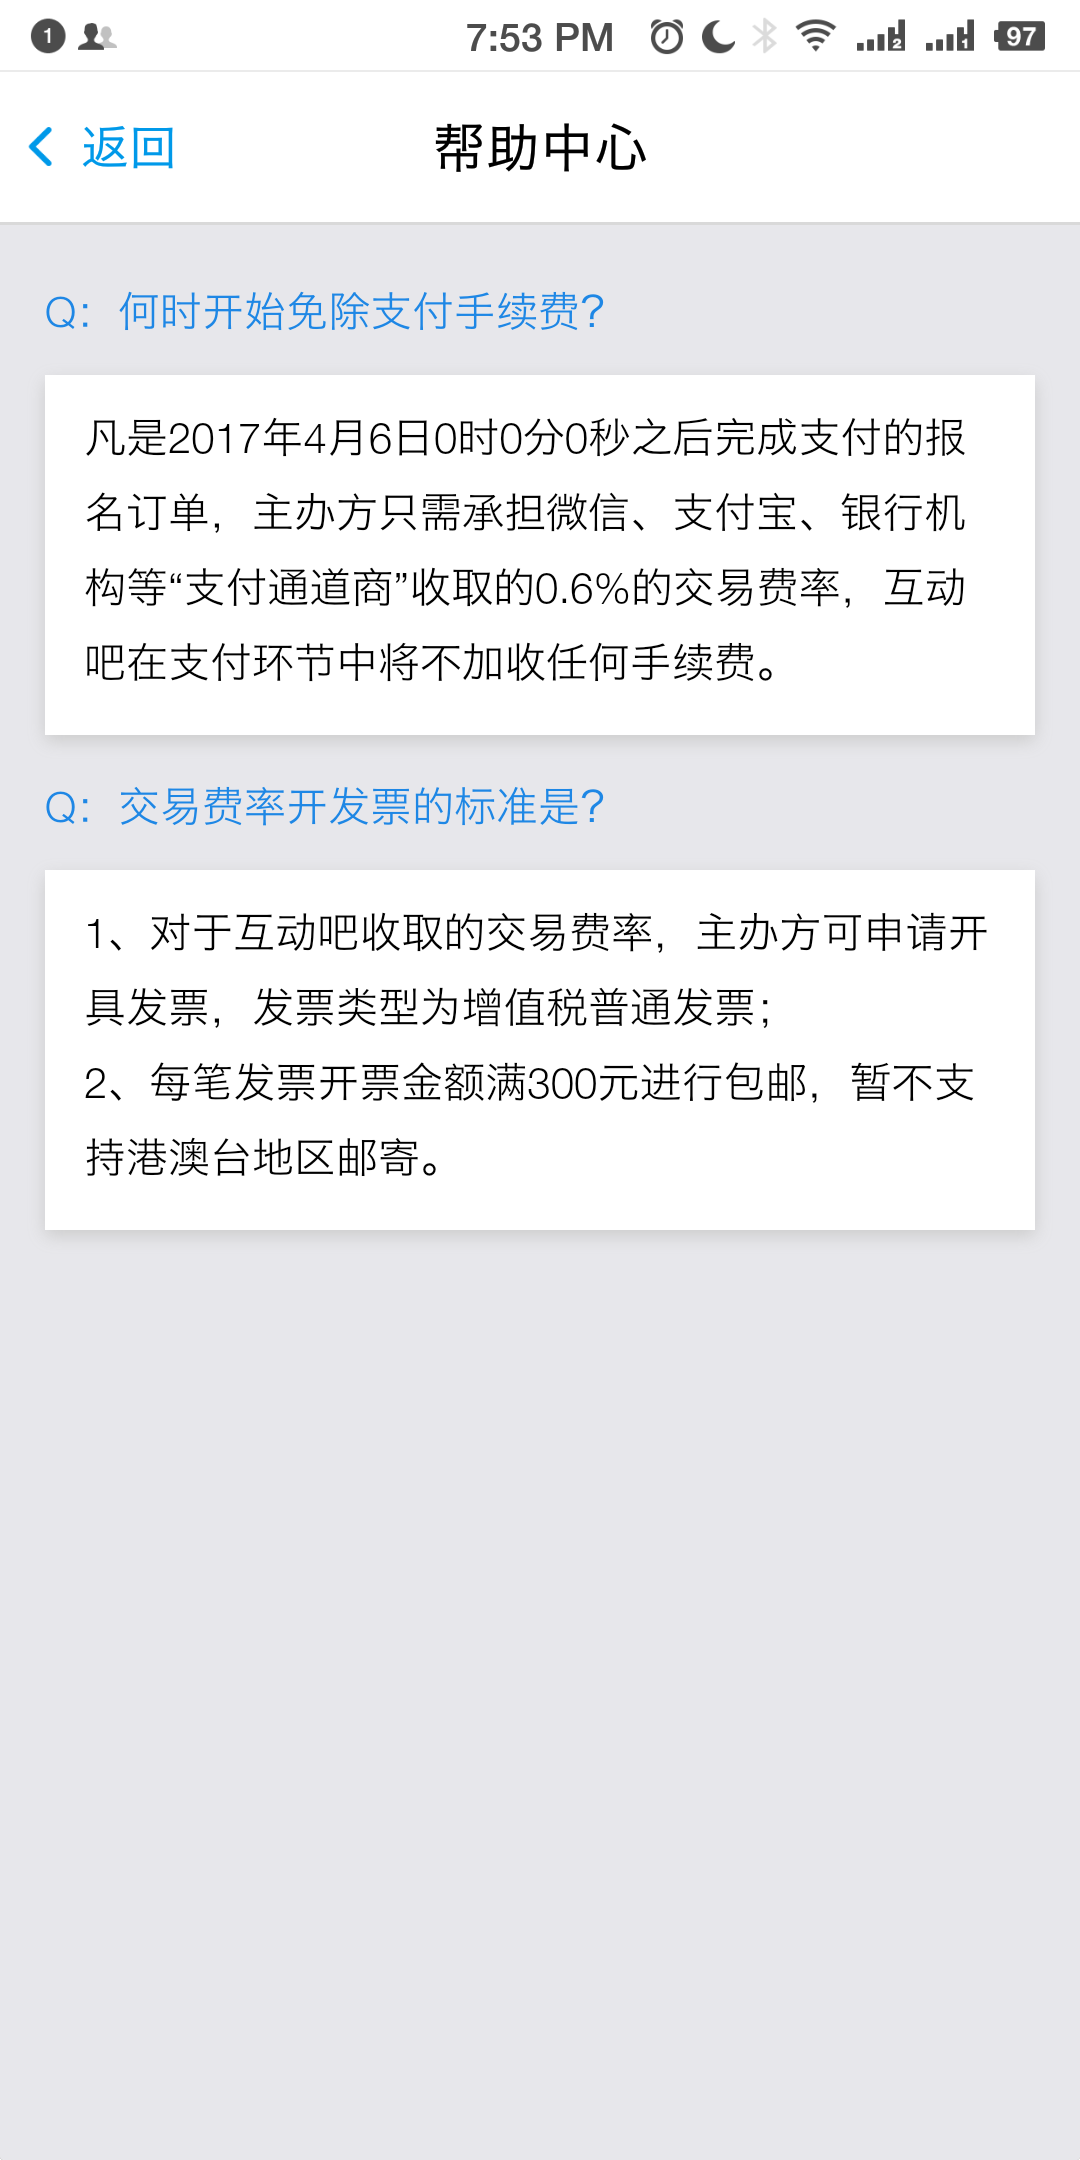 1
7:53 PM
2
1
97
返回
帮助中心
Q：何时开始免除支付手续费？
凡是2017年4月6日0时0分0秒之后完成支付的报
名订单，主办方只需承担微信、支付宝、银行机
构等“支付通道商”收取的0.6%的交易费率，互动
吧在支付环节中将不加收任何手续费。
Q：交易费率开发票的标准是？
1、对于互动吧收取的交易费率，主办方可申请开
具发票，发票类型为增值税普通发票；
2、每笔发票开票金额满300元进行包邮，暂不支
持港澳台地区邮寄。